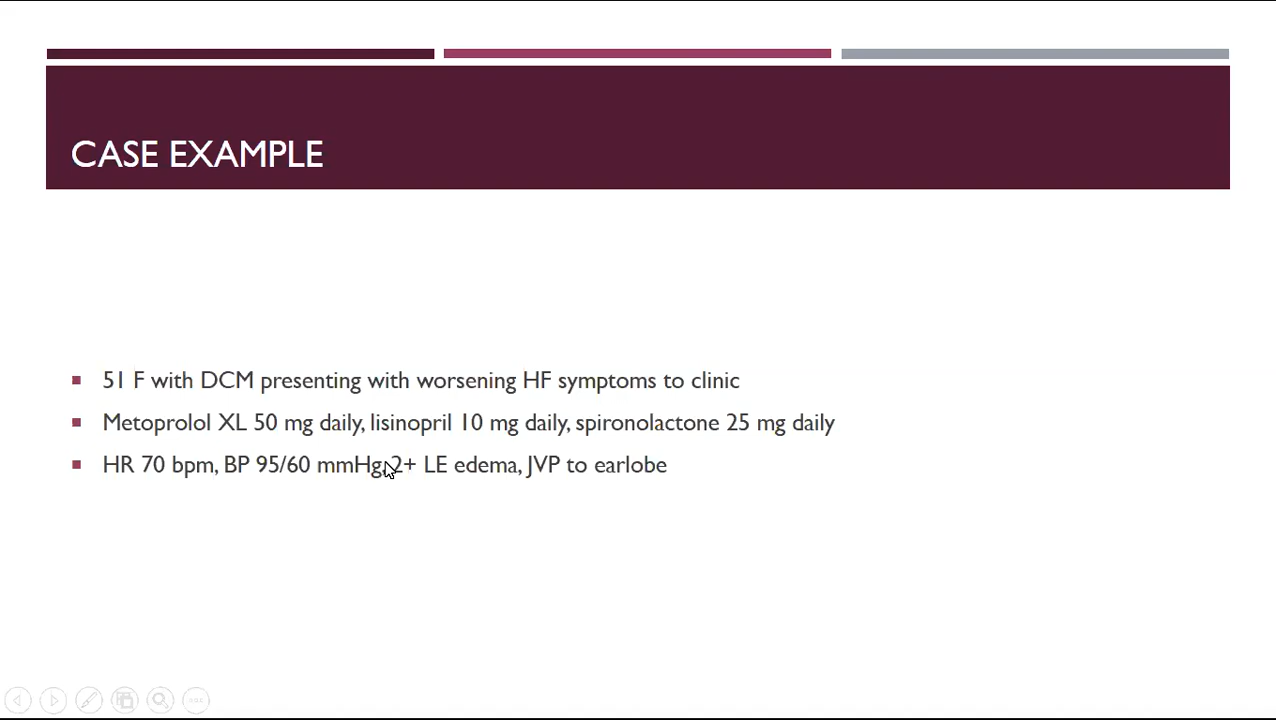 CASE EXAMPLE
51 F with DCM presenting with worsening HF symptoms to clinic
Metoprolol XL 50 mg daily, lisinopril 10 mg daily, spironolactone 25 mg daily
HR 70 bpm, BP 95/60 mmHg, 2+ LE edema, JVP to earlobe